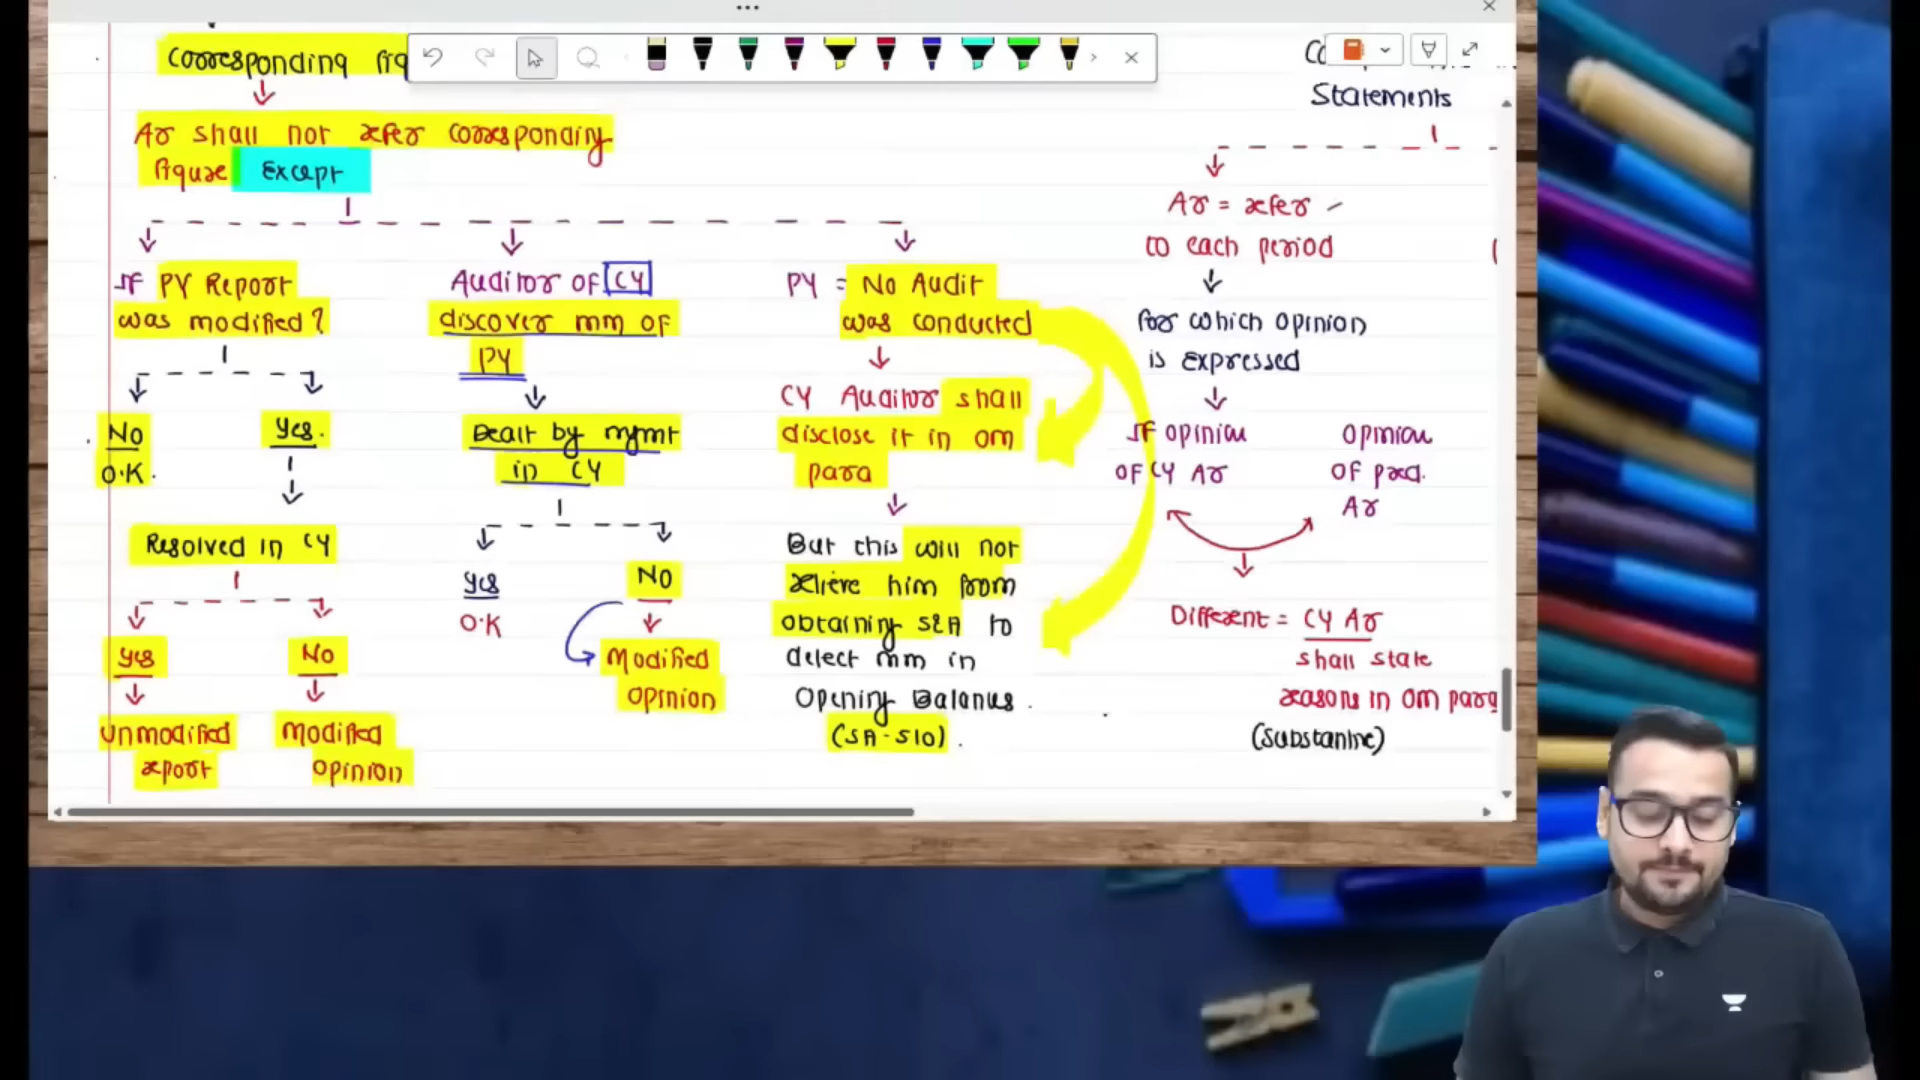 Corresponding Fig
Ar shall not refer corresponding
figure Except
If PY Report
was modified?
No
O.K.
Yes.
Resolved in CY
Yes
No
Unmodified
report
Modified
opinion
Auditor of CY
discover mm of
PY
Dealt by mgmt
in CY
Yes
O.K
No
Modified
opinion
PY = No Audit
was conducted
CY Auditor shall
disclose it in OM
para
But this will not
relieve him from
obtaining SEA to
detect mm in
Opening Balances.
(SA-510).
Statements
Ar = refer
to each period
for which opinion
is expressed
If opinion
of CY Ar
opinion
of pred.
Ar
Different = CY Ar
shall state
reasons in OM para
(Substantive)